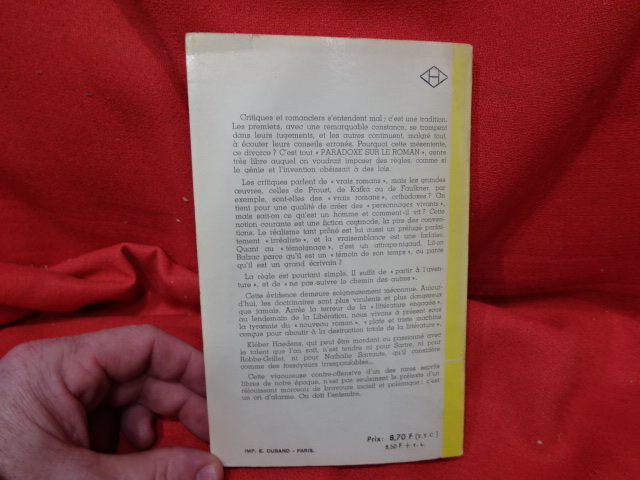 H
Critiques et romanciers s'entendent mal ; c'est une tradition.
Les premiers, avec une remarquable constance, se trompent
dans leurs jugements, et les autres continuent, malgré tout,
à écouter leurs conseils erronés. Pourquoi cette mésentente,
ce divorce ? C'est tout « PARADOXE SUR LE ROMAN », genre
très libre auquel on voudrait imposer des règles, comme si
le génie et l'invention obéissaient à des lois.
Les critiques parlent de « vrais romans », mais les grandes
œuvres, celles de Proust, de Kafka ou de Faulkner, par
exemple, sont-elles des « vrais romans », orthodoxes ? On
tient pour une qualité de créer des « personnages vivants »,
mais sait-on ce qu'est un homme et comment il vit ? Cette
notion courante est une fiction commode, la pire des conven-
tions. Le réalisme tant prôné est lui aussi un préjugé parfai-
tement « irréaliste », et la vraisemblance est une ladaise.
Quant au « témoignage », c'est un attrape-nigaud. Lit-on
Balzac parce qu'il est un « témoin de son temps », ou parce
qu'il est un grand écrivain ?
La règle est pourtant simple. Il suffit de « partir à l'aven-
ture », et de « ne pas suivre le chemin des autres ».
Cette évidence demeure soigneusement méconnue. Aujour-
d'hui, les doctrinaires sont plus virulents et plus dangereux
que jamais. Après la terreur de la « littérature engagée »,
au lendemain de la Libération, nous vivons à présent sous
la tyrannie du « nouveau roman », « plate et triste machine
conçue pour aboutir à la destruction totale de la littérature ».
Kléber Haedens, qui peut être mordant ou passionné avec
le talent que l'on sait, n'est tendre ni pour Sartre, ni pour
Robbe-Grillet, ni pour Nathalie Sarraute, qu'il considère
comme des fossoyeurs irresponsables.
Cette vigoureuse contre-offensive d'un des rares esprits
libres de notre époque, n'est pas seulement le prétexte d'un
réjouissant morceau de bravoure incisif et polémique : c'est
un cri d'alarme. On doit l'entendre.
Prix: 8,70 F (T.T.C)
8.50 F + t. l.
IMP. E. DURAND - PARIS.